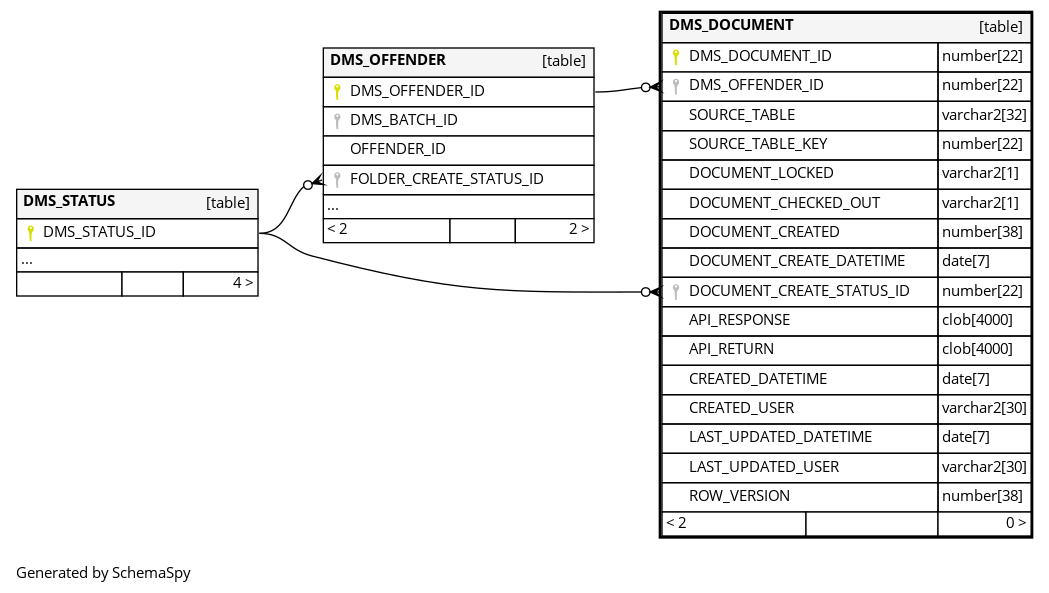 DMS_DOCUMENT [table]
DMS_DOCUMENT_ID number[22]
DMS_OFFENDER_ID number[22]
SOURCE_TABLE varchar2[32]
SOURCE_TABLE_KEY number[22]
DOCUMENT_LOCKED varchar2[1]
DOCUMENT_CHECKED_OUT varchar2[1]
DOCUMENT_CREATED number[38]
DOCUMENT_CREATE_DATETIME date[7]
DOCUMENT_CREATE_STATUS_ID number[22]
API_RESPONSE clob[4000]
API_RETURN clob[4000]
CREATED_DATETIME date[7]
CREATED_USER varchar2[30]
LAST_UPDATED_DATETIME date[7]
LAST_UPDATED_USER varchar2[30]
ROW_VERSION number[38]
< 2 0 >
DMS_OFFENDER [table]
DMS_OFFENDER_ID
DMS_BATCH_ID
OFFENDER_ID
FOLDER_CREATE_STATUS_ID
...
< 2 2 >
DMS_STATUS [table]
DMS_STATUS_ID
...
4 >
Generated by SchemaSpy